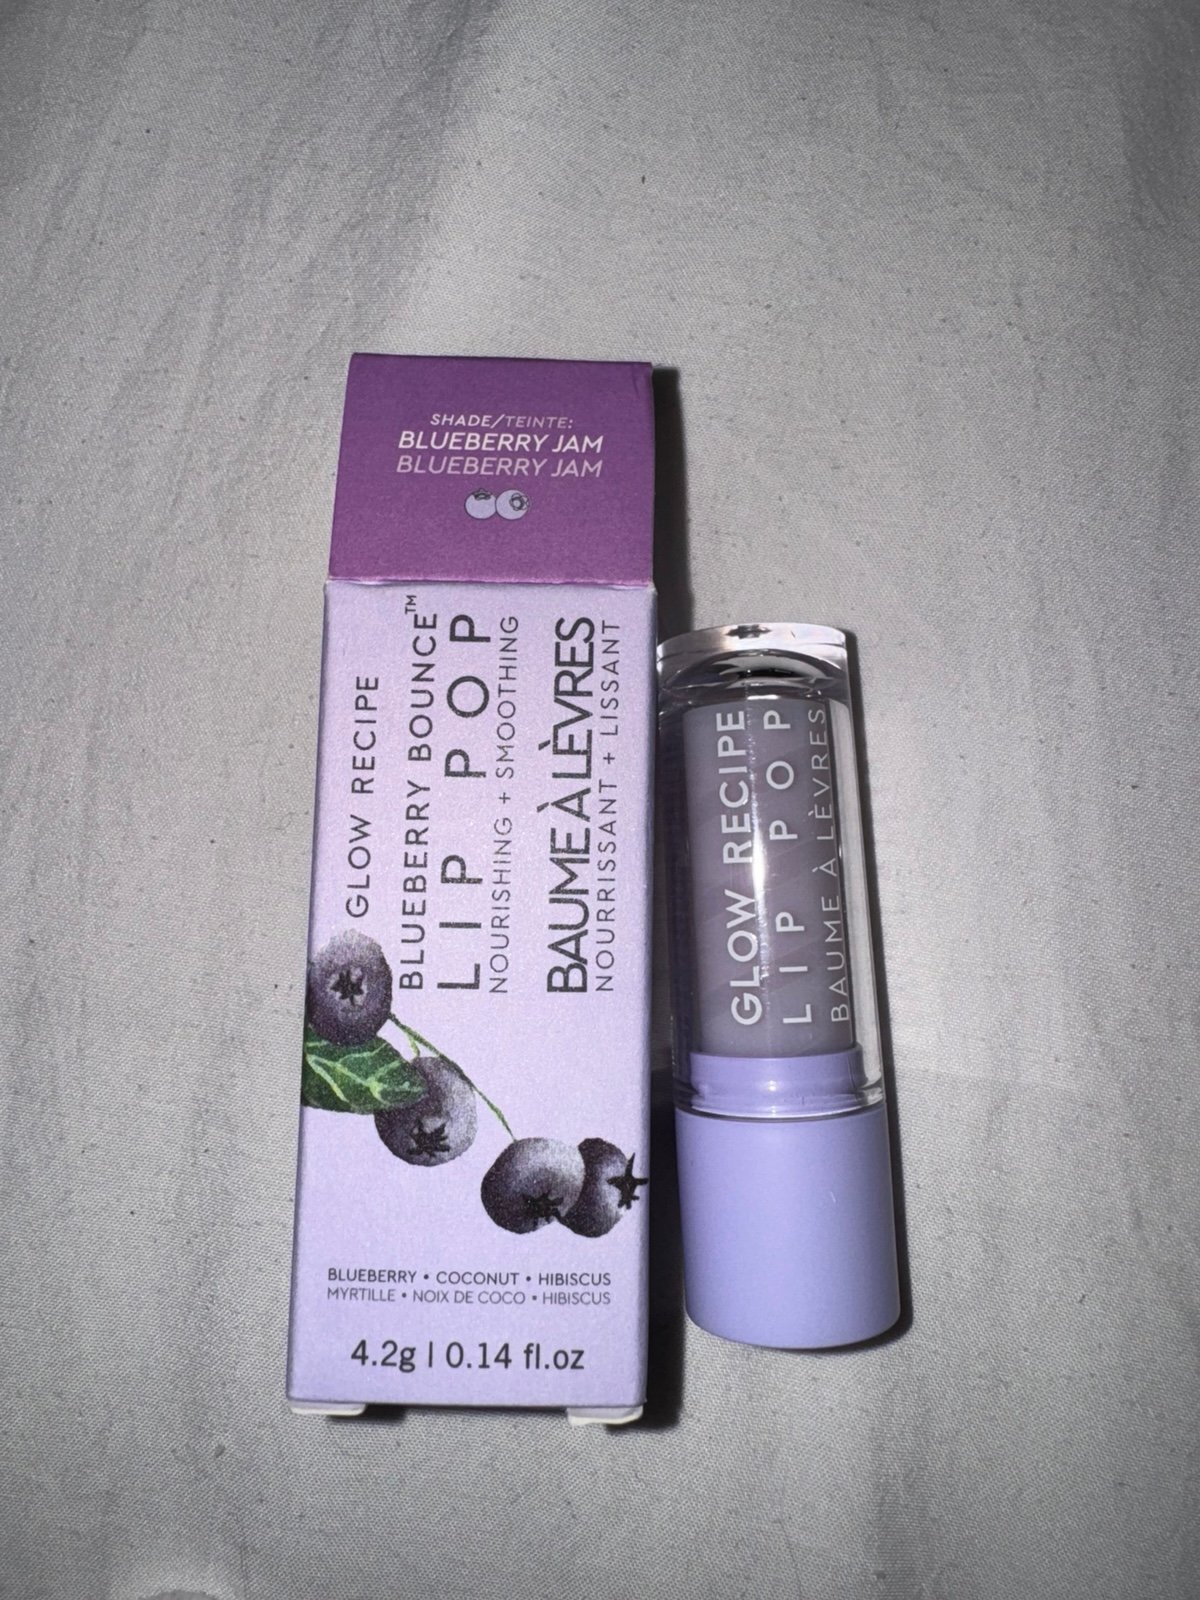 SHADE/TEINTE:
BLUEBERRY JAM
BLUEBERRY JAM
GLOW RECIPE
BLUEBERRY BOUNCE™
LIP POP
NOURISHING + SMOOTHING
BAUME À LÈVRES
NOURRISSANT + LISSANT
BLUEBERRY • COCONUT • HIBISCUS
MYRTILLE • NOIX DE COCO • HIBISCUS
4.2g | 0.14 fl.oz
GLOW RECIPE
LIP POP
BAUME À LÈVRES